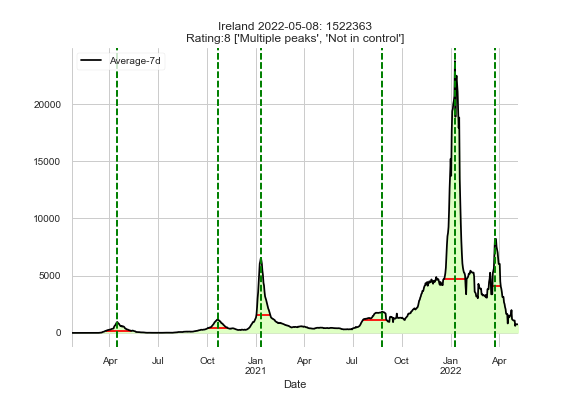 Ireland 2022-05-08: 1522363
Rating:8 ['Multiple peaks', 'Not in control']
Average-7d
20000
15000
10000
5000
0
Apr Jul Oct Jan Apr Jul Oct Jan Apr
2021 2022
Date